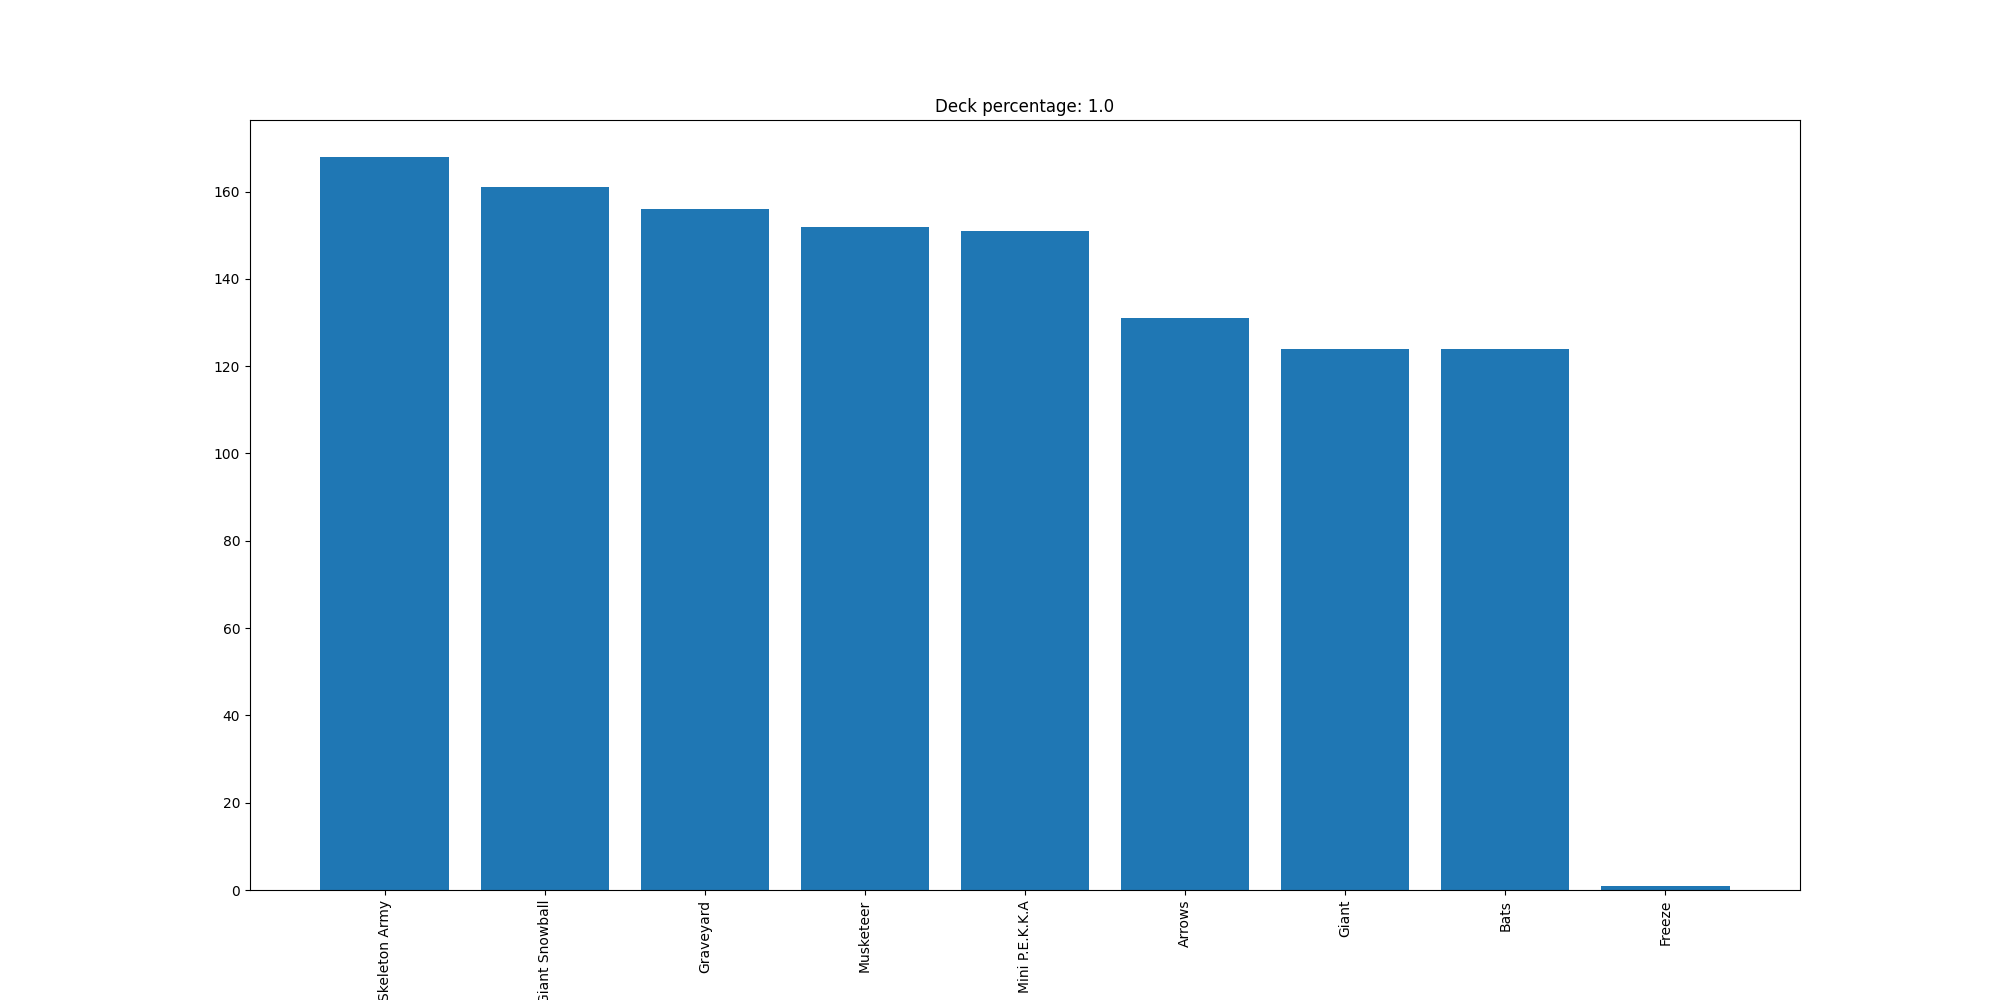 Deck percentage: 1.0
160
140
120
100
80
60
40
20
0
Skeleton Army
Giant Snowball
Graveyard
Musketeer
Mini P.E.K.K.A
Arrows
Giant
Bats
Freeze